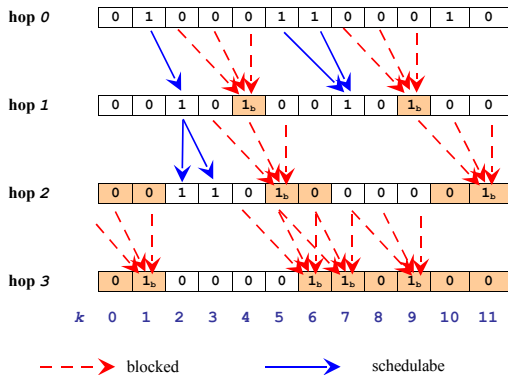 hop 0 0 1 0 0 0 1 1 0 0 0 1 0
hop 1 0 0 1 0 1b 0 0 1 0 1b 0 0
hop 2 0 0 1 1 0 1b 0 0 0 0 0 1b
hop 3 0 1b 0 0 0 0 1b 1b 0 1b 0 0
k 0 1 2 3 4 5 6 7 8 9 10 11
blocked schedulabe